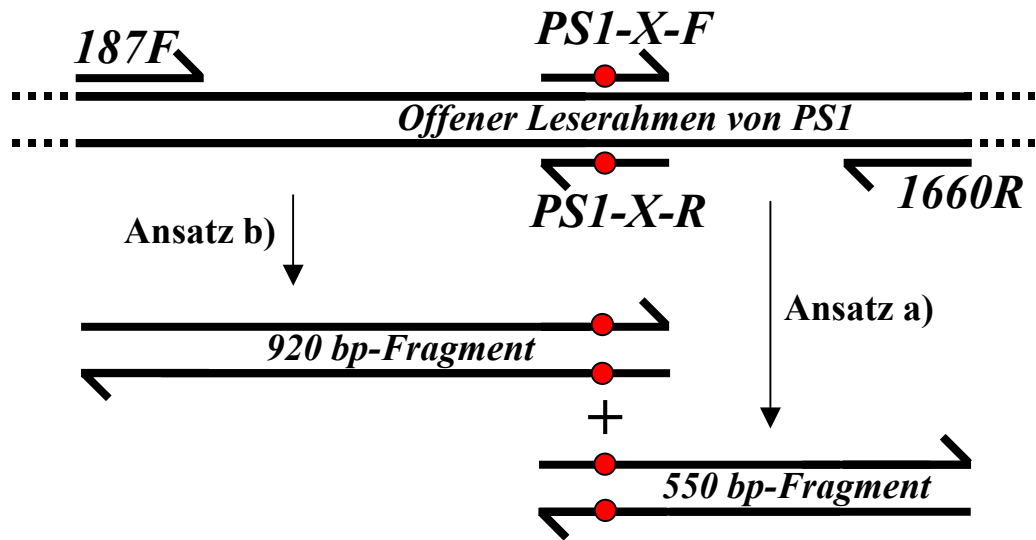 187F
PS1-X-F
Offener Leserahmen von PS1
PS1-X-R
1660R
Ansatz b)
Ansatz a)
920 bp-Fragment
+
550 bp-Fragment